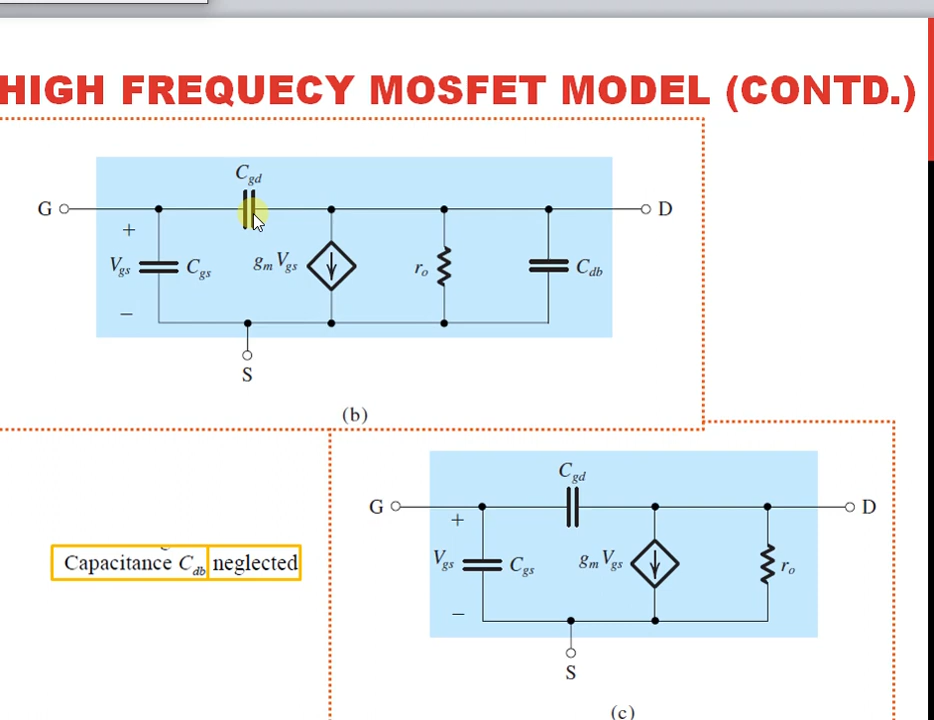 HIGH FREQUECY MOSFET MODEL (CONTD.)
C_gd
G
D
+
V_gs
C_gs
g_m V_gs
r_o
C_db
−
S
(b)
C_gd
G
D
+
V_gs
C_gs
g_m V_gs
r_o
Capacitance C_db neglected
−
S
(c)